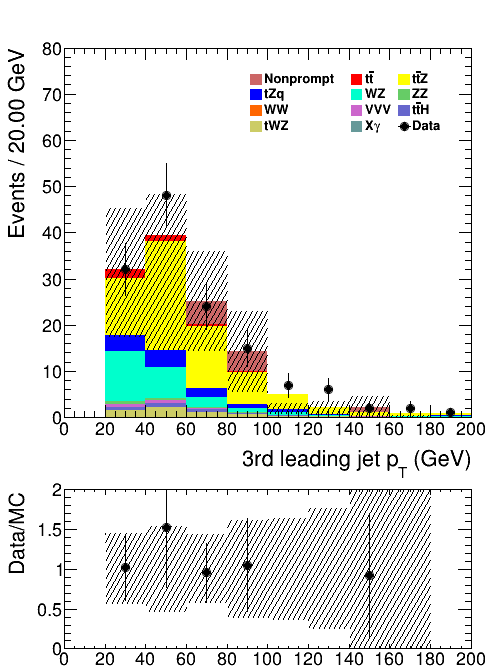 Events / 20.00 GeV
80
70
60
50
40
30
20
10
0
Nonprompt
tt̄
tt̄Z
tZq
WZ
ZZ
WW
VVV
tt̄H
tWZ
Xγ
Data
0 20 40 60 80 100 120 140 160 180 200
3rd leading jet p_T (GeV)
Data/MC
2
1.5
1
0.5
0
0 20 40 60 80 100 120 140 160 180 200